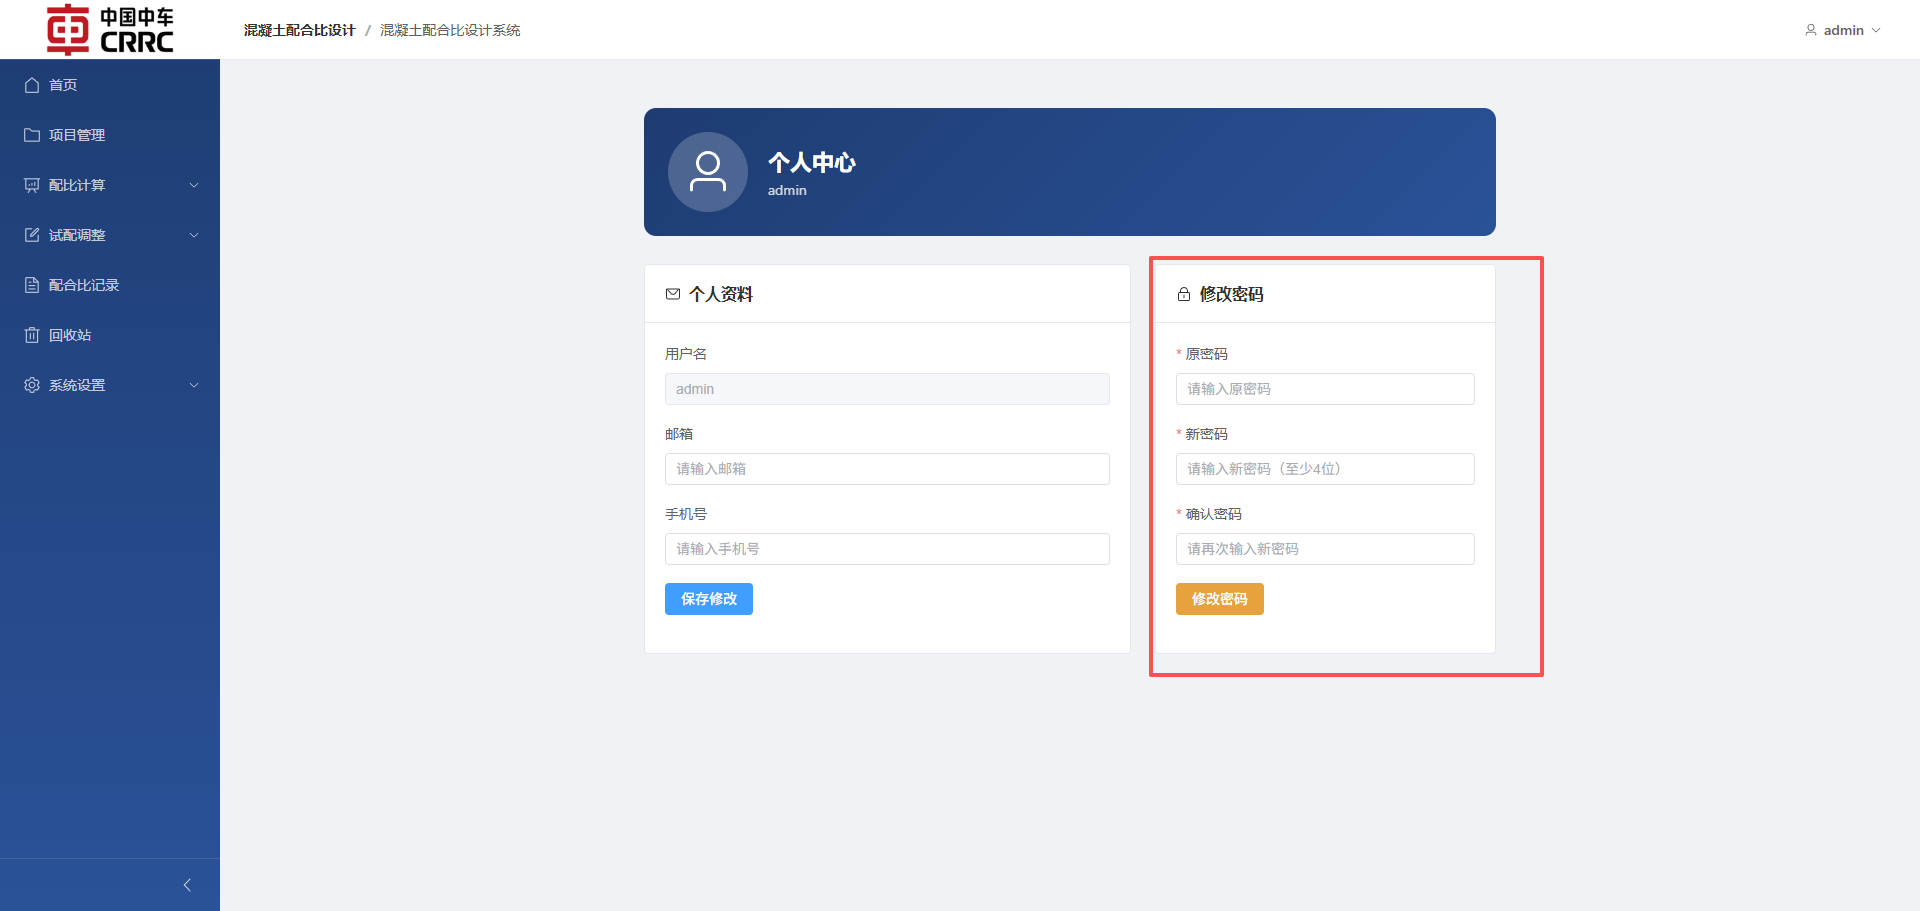 中国中车
CRRC
混凝土配合比设计 / 混凝土配合比设计系统
admin
首页
项目管理
配比计算
试配调整
配合比记录
回收站
系统设置
个人中心
admin
个人资料
用户名
admin
邮箱
请输入邮箱
手机号
请输入手机号
保存修改
修改密码
* 原密码
请输入原密码
* 新密码
请输入新密码（至少4位）
* 确认密码
请再次输入新密码
修改密码